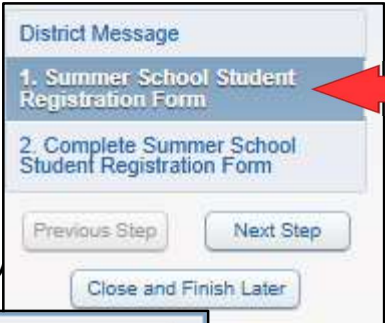 District Message
1. Summer School Student
Registration Form
2. Complete Summer School
Student Registration Form
Previous Step
Next Step
Close and Finish Later